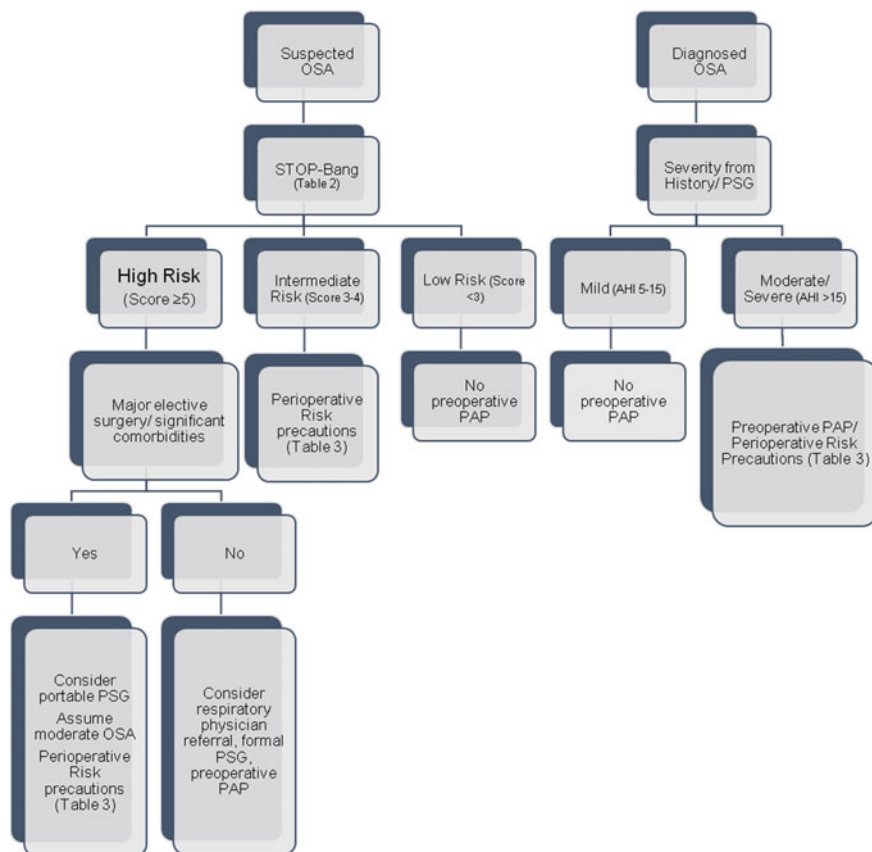 Suspected
OSA
Diagnosed
OSA
STOP-Bang
(Table 2)
Severity from
History/ PSG
High Risk
(Score ≥5)
Intermediate
Risk (Score 3-4)
Low Risk (Score
<3)
Mild (AHI 5-15)
Moderate/
Severe (AHI >15)
Major elective
surgery/ significant
comorbidities
Perioperative
Risk
precautions
(Table 3)
No
preoperative
PAP
No
preoperative
PAP
Preoperative PAP/
Perioperative Risk
Precautions (Table 3)
Yes
No
Consider
portable PSG
Assume
moderate OSA
Perioperative
Risk
precautions
(Table 3)
Consider
respiratory
physician
referral, formal
PSG,
preoperative
PAP